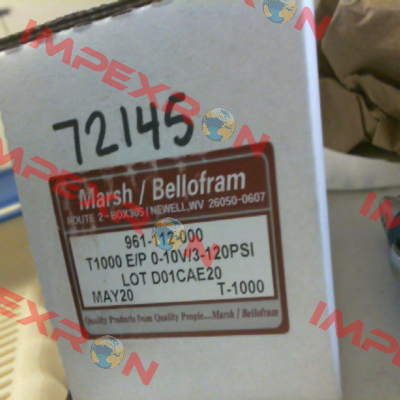 IMPEXRON
72145
Marsh / Bellofram
ROUTE 2 - BOX305 / NEWELL, WV 26050-0607
961-112-000
T1000 E/P 0-10V/3-120PSI
LOT D01CAE20
MAY20 T-1000
Quality Products from Quality People...Marsh / Bellofram
IMPEXRON